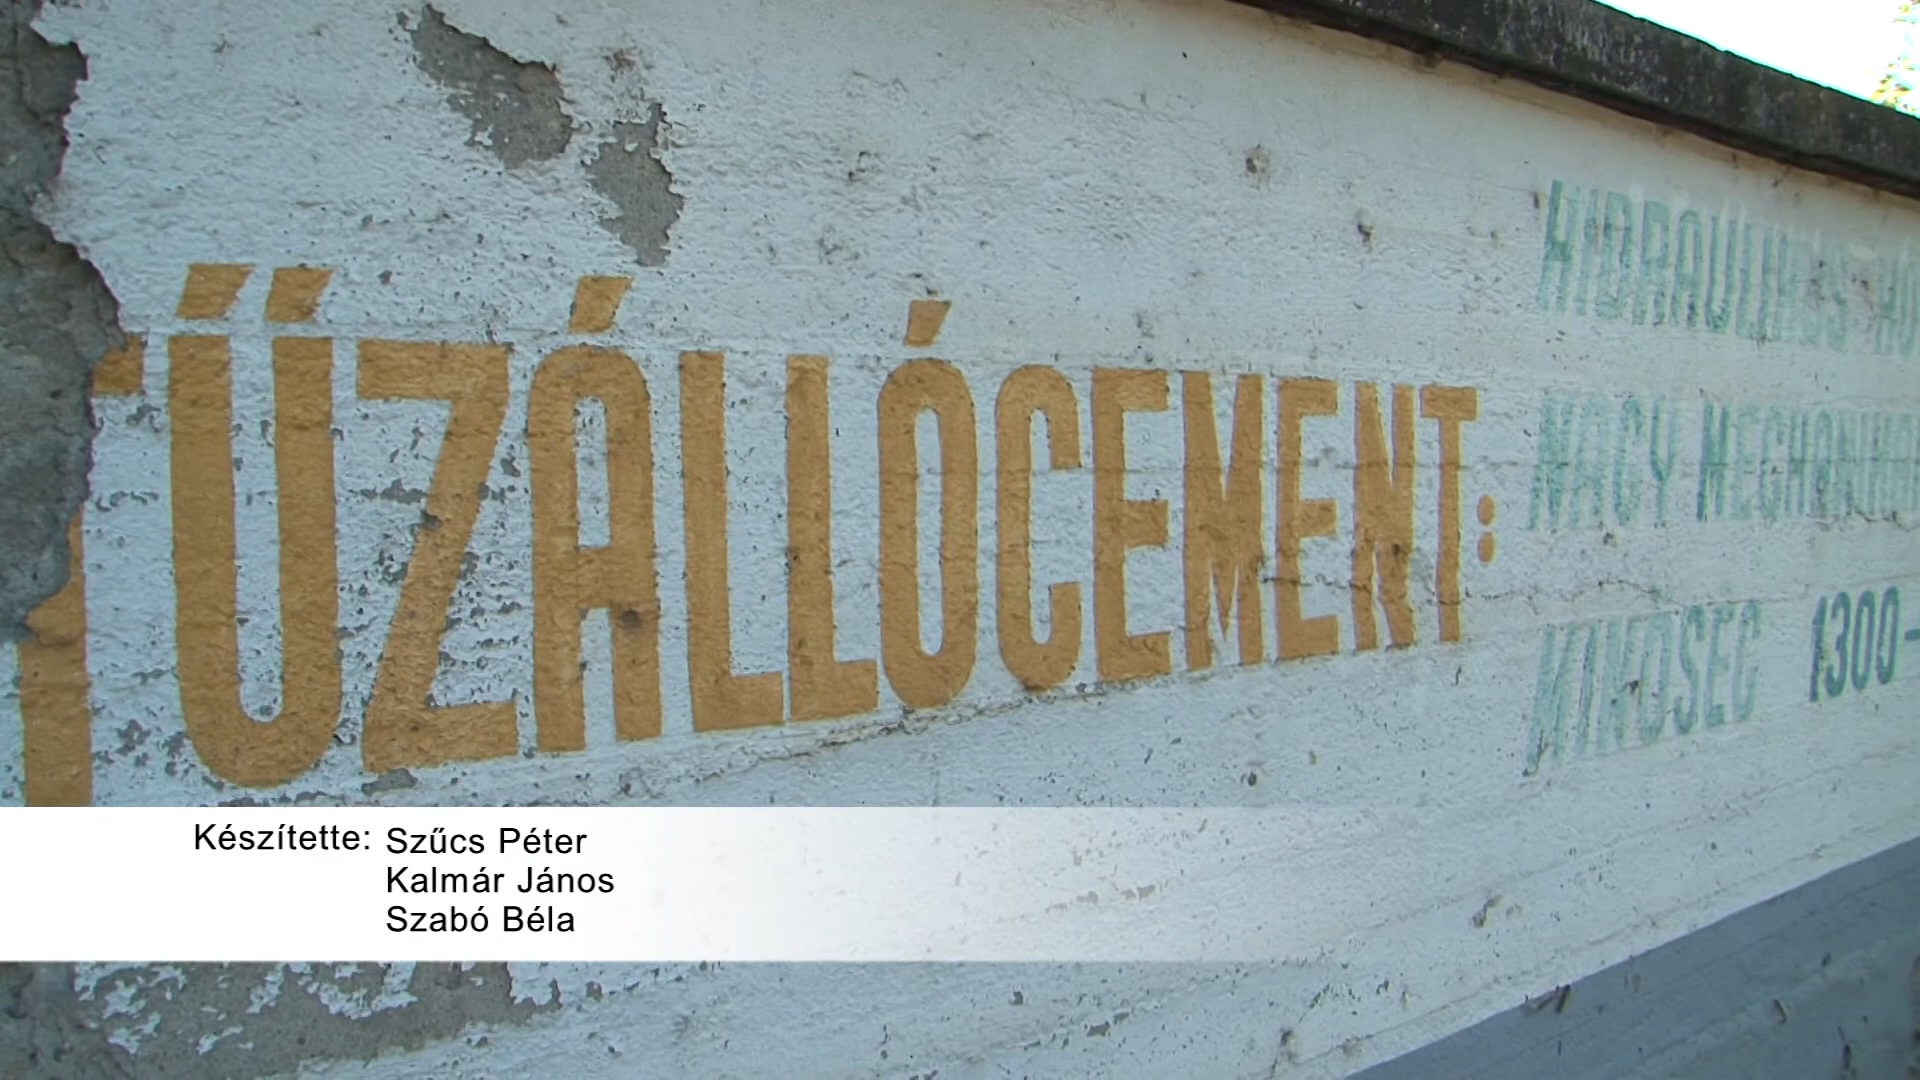 TŰZÁLLÓCEMENT:
HIDRAULIKUS
NAGY
MINŐSÉG 1300-
Készítette: Szűcs Péter
Kalmár János
Szabó Béla